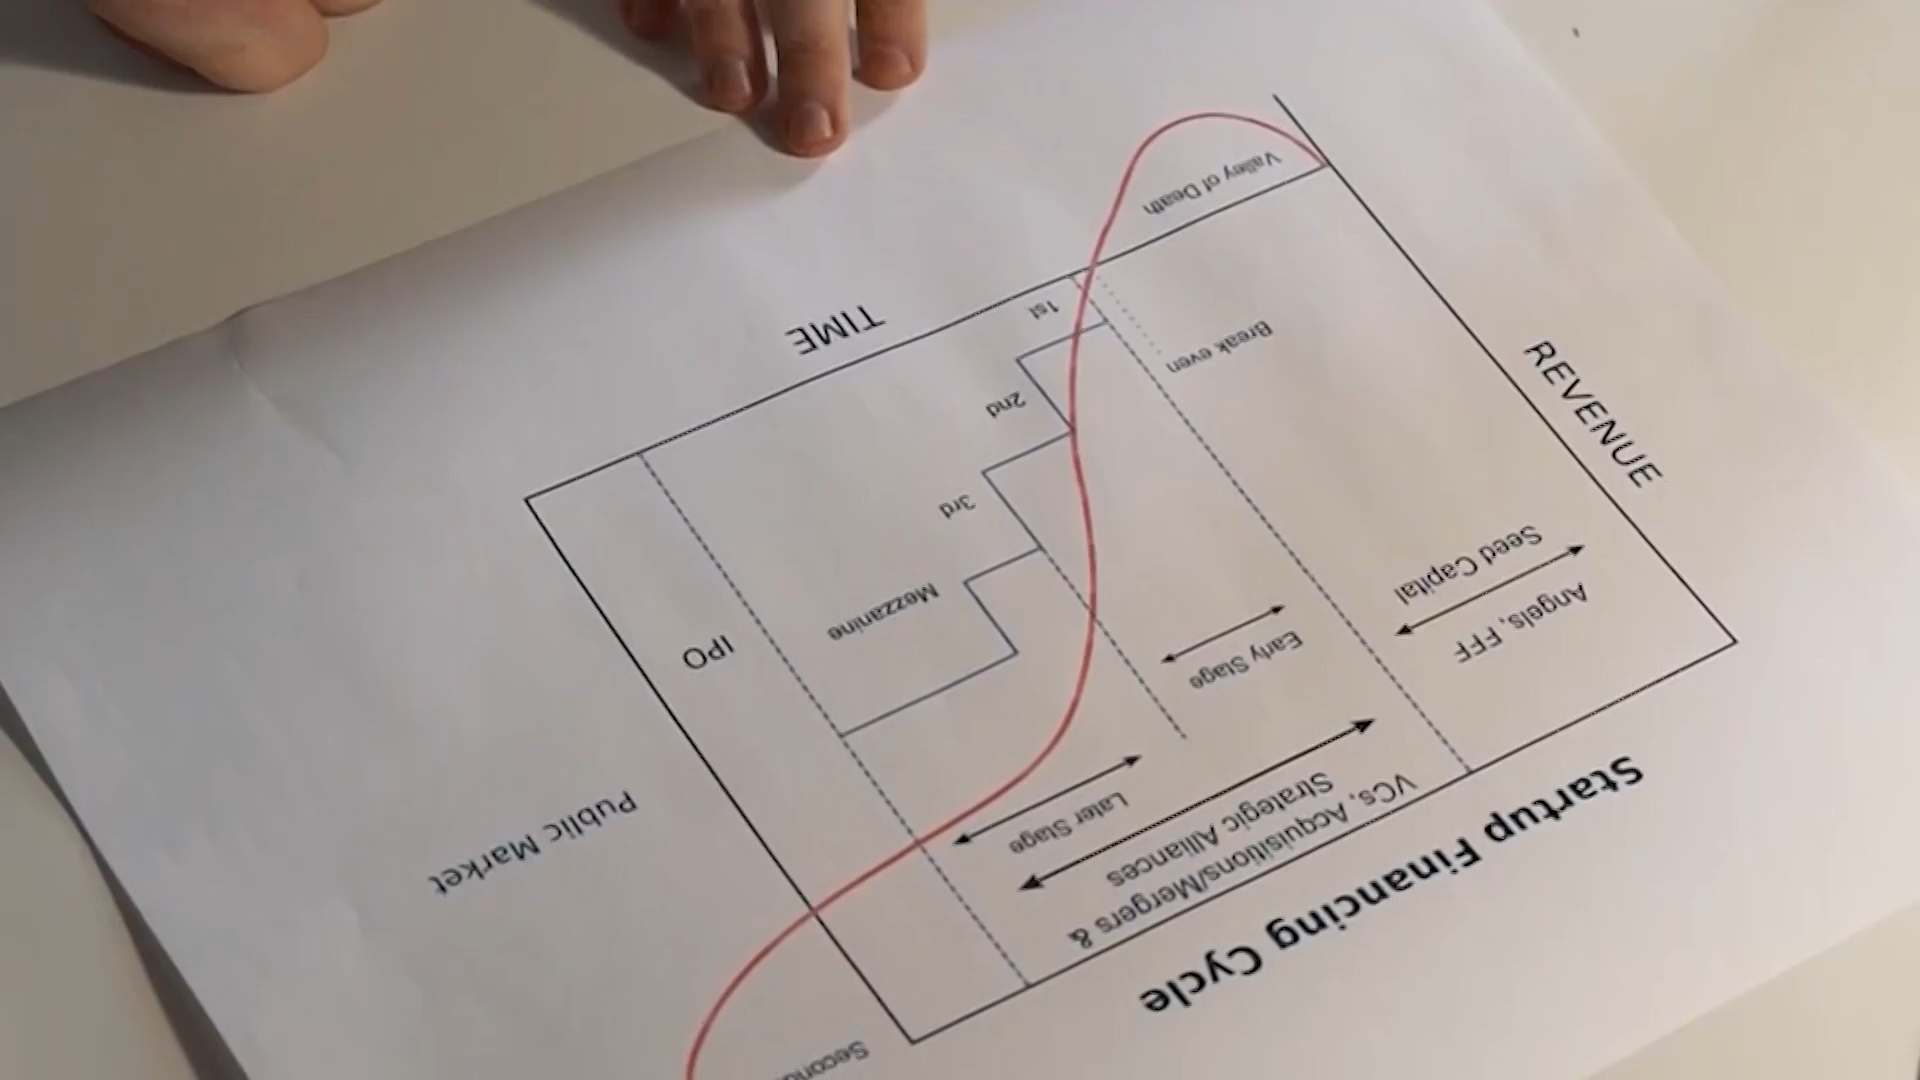 Startup Financing Cycle
VCs, Acquisitions/Mergers &
Strategic Alliances
Angels, FFF
Seed Capital
Early Stage
Later Stage
REVENUE
Break even
Valley of Death
1st
2nd
3rd
Mezzanine
IPO
TIME
Public Market